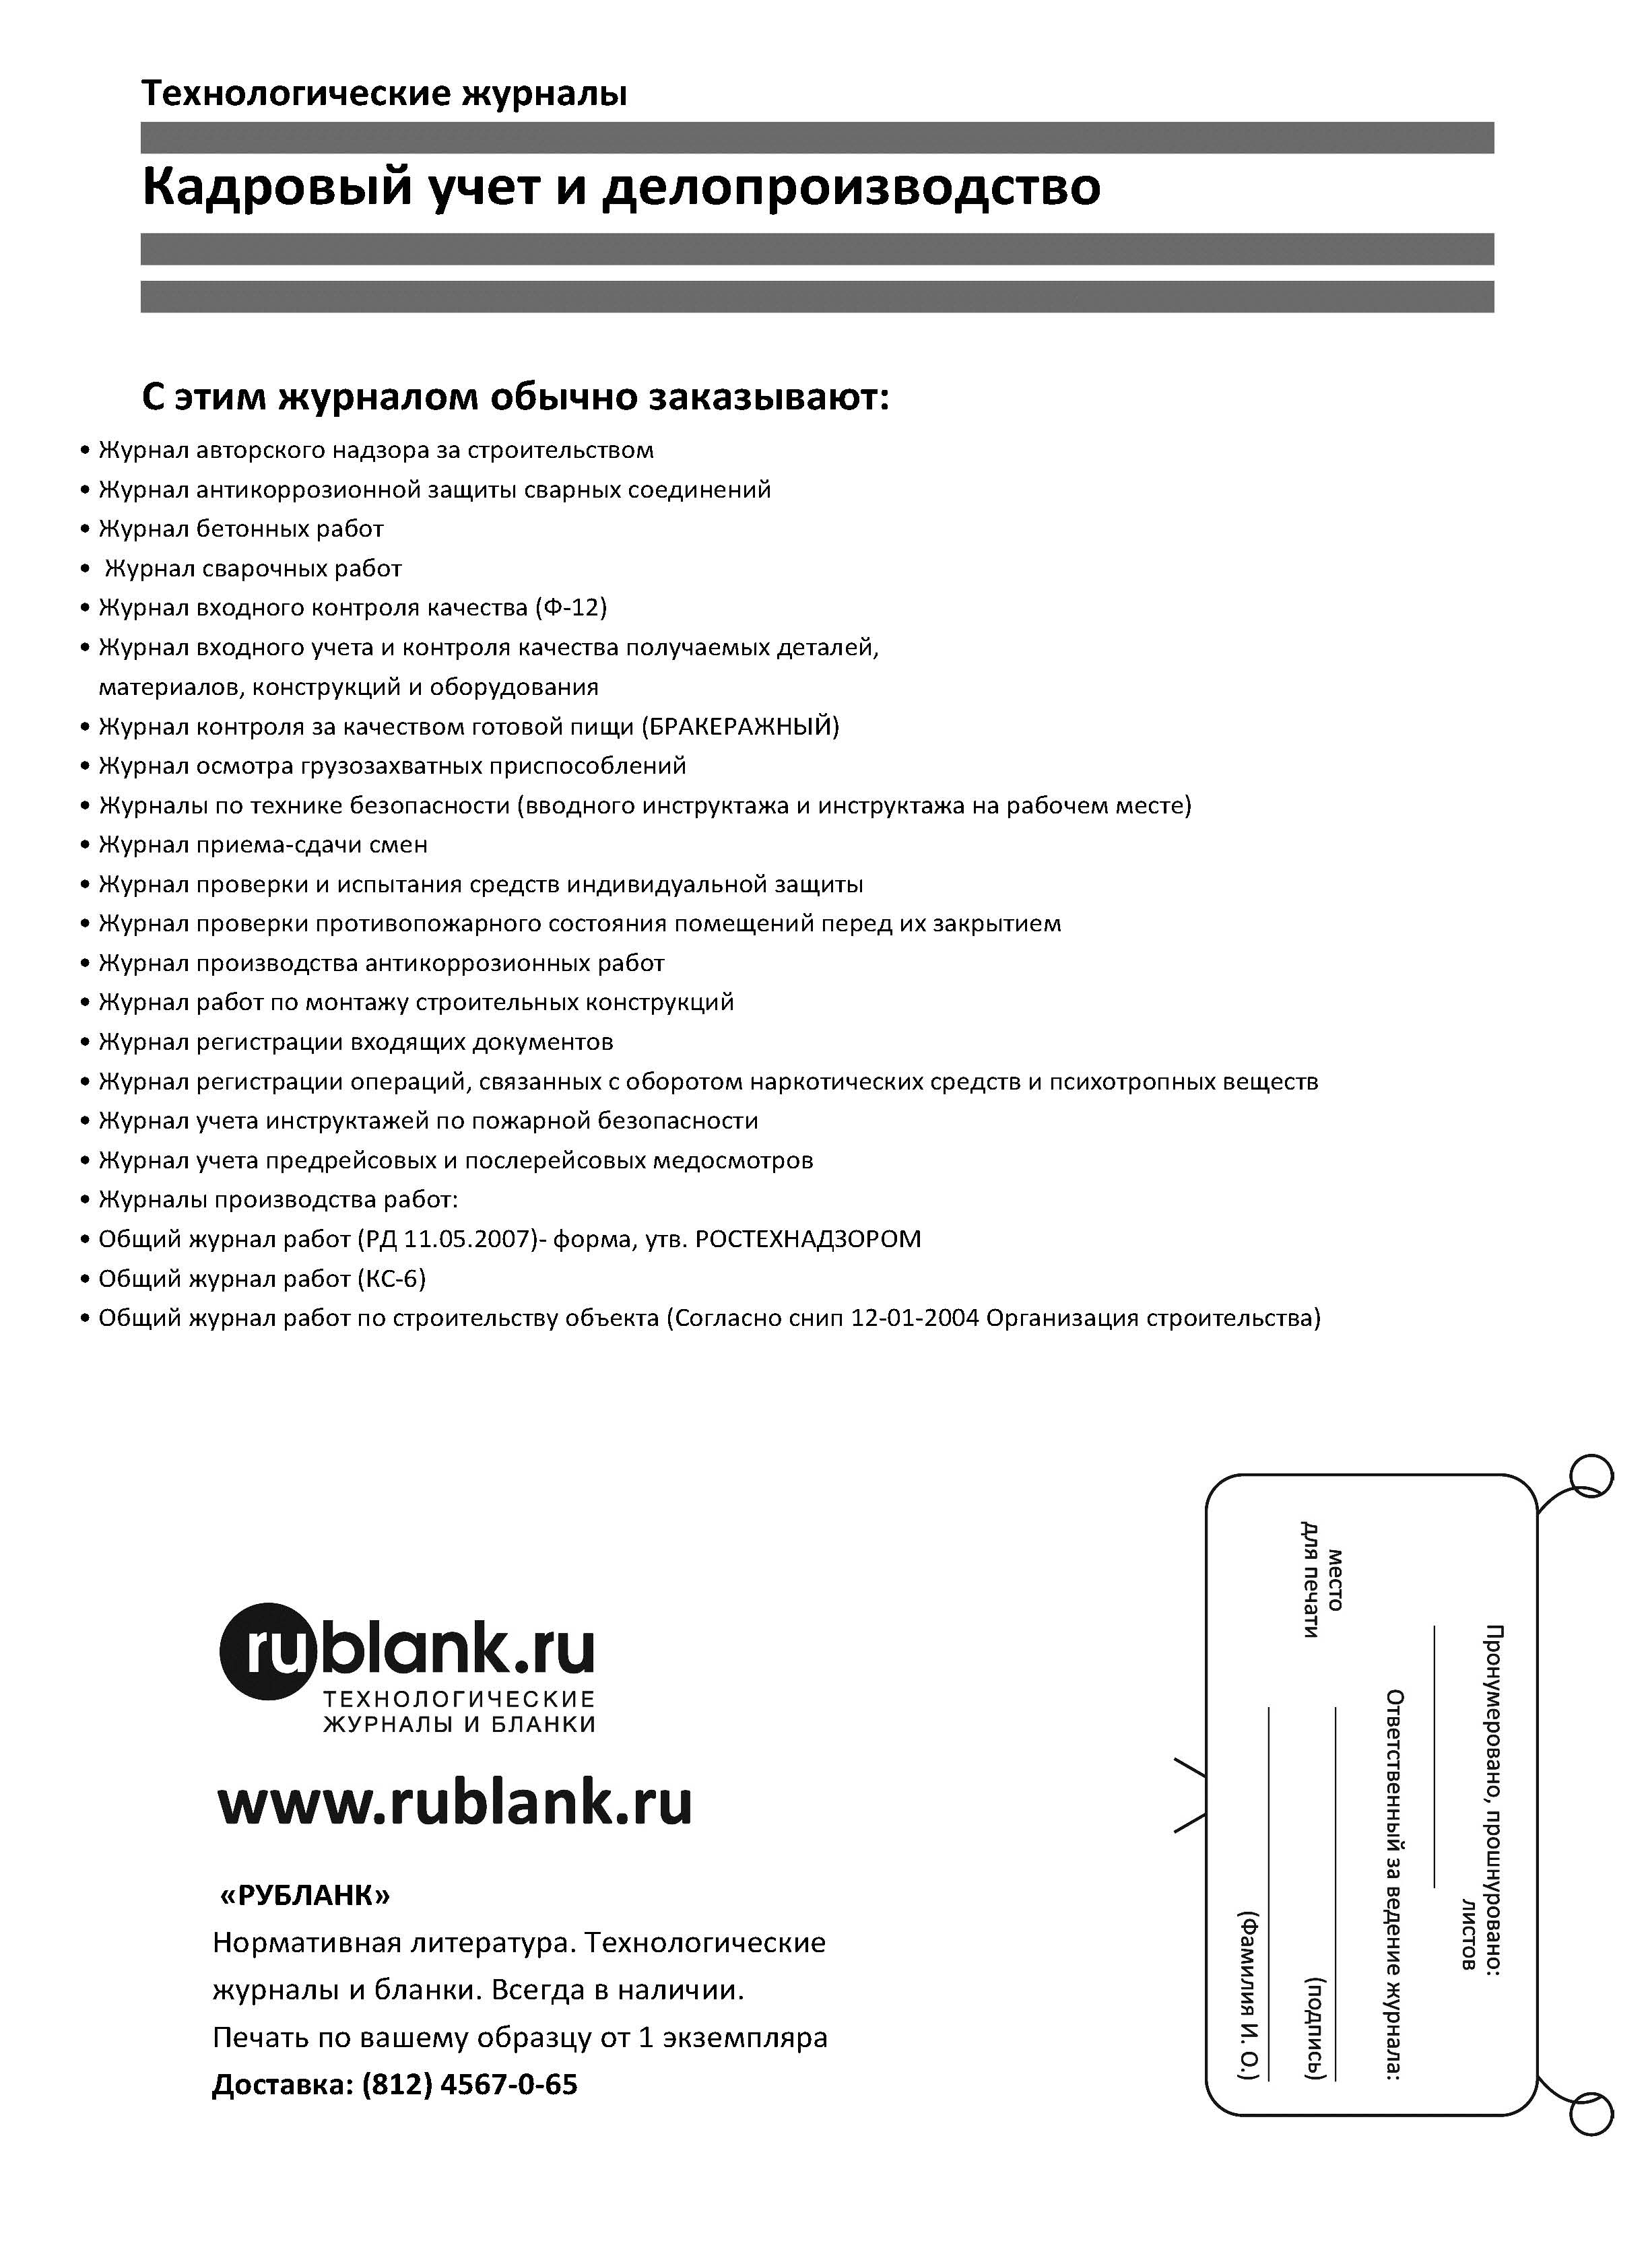 Технологические журналы
Кадровый учет и делопроизводство
С этим журналом обычно заказывают:
• Журнал авторского надзора за строительством
• Журнал антикоррозионной защиты сварных соединений
• Журнал бетонных работ
• Журнал сварочных работ
• Журнал входного контроля качества (Ф-12)
• Журнал входного учета и контроля качества получаемых деталей,
материалов, конструкций и оборудования
• Журнал контроля за качеством готовой пищи (БРАКЕРАЖНЫЙ)
• Журнал осмотра грузозахватных приспособлений
• Журналы по технике безопасности (вводного инструктажа и инструктажа на рабочем месте)
• Журнал приема-сдачи смен
• Журнал проверки и испытания средств индивидуальной защиты
• Журнал проверки противопожарного состояния помещений перед их закрытием
• Журнал производства антикоррозионных работ
• Журнал работ по монтажу строительных конструкций
• Журнал регистрации входящих документов
• Журнал регистрации операций, связанных с оборотом наркотических средств и психотропных веществ
• Журнал учета инструктажей по пожарной безопасности
• Журнал учета предрейсовых и послерейсовых медосмотров
• Журналы производства работ:
• Общий журнал работ (РД 11.05.2007)- форма, утв. РОСТЕХНАДЗОРОМ
• Общий журнал работ (КС-6)
• Общий журнал работ по строительству объекта (Согласно снип 12-01-2004 Организация строительства)
rublank.ru
ТЕХНОЛОГИЧЕСКИЕ
ЖУРНАЛЫ И БЛАНКИ
www.rublank.ru
«РУБЛАНК»
Нормативная литература. Технологические
журналы и бланки. Всегда в наличии.
Печать по вашему образцу от 1 экземпляра
Доставка: (812) 4567-0-65
Пронумеровано, прошнуровано:
листов
Ответственный за ведение журнала:
место
для печати
(подпись)
(Фамилия И. О.)